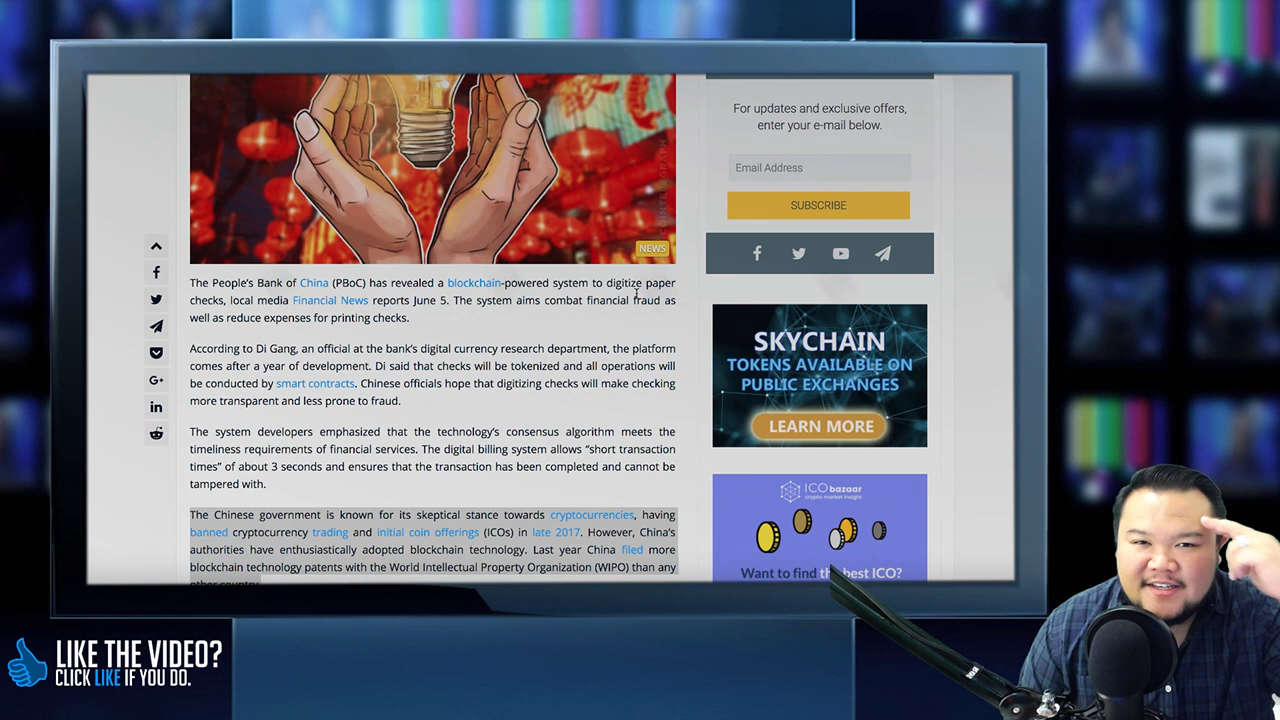 COINTELEGRAPH
NEWS
The People's Bank of China (PBoC) has revealed a blockchain-powered system to digitize paper
checks, local media Financial News reports June 5. The system aims combat financial fraud as
well as reduce expenses for printing checks.
According to Di Gang, an official at the bank's digital currency research department, the platform
comes after a year of development. Di said that checks will be tokenized and all operations will
be conducted by smart contracts. Chinese officials hope that digitizing checks will make checking
more transparent and less prone to fraud.
The system developers emphasized that the technology's consensus algorithm meets the
timeliness requirements of financial services. The digital billing system allows “short transaction
times” of about 3 seconds and ensures that the transaction has been completed and cannot be
tampered with.
The Chinese government is known for its skeptical stance towards cryptocurrencies, having
banned cryptocurrency trading and initial coin offerings (ICOs) in late 2017. However, China's
authorities have enthusiastically adopted blockchain technology. Last year China filed more
blockchain technology patents with the World Intellectual Property Organization (WIPO) than any
other country.
For updates and exclusive offers,
enter your e-mail below.
Email Address
SUBSCRIBE
SKYCHAIN
TOKENS AVAILABLE ON
PUBLIC EXCHANGES
LEARN MORE
ICObazaar
crypto market insight
Want to find the best ICO?
LIKE THE VIDEO?
CLICK LIKE IF YOU DO.